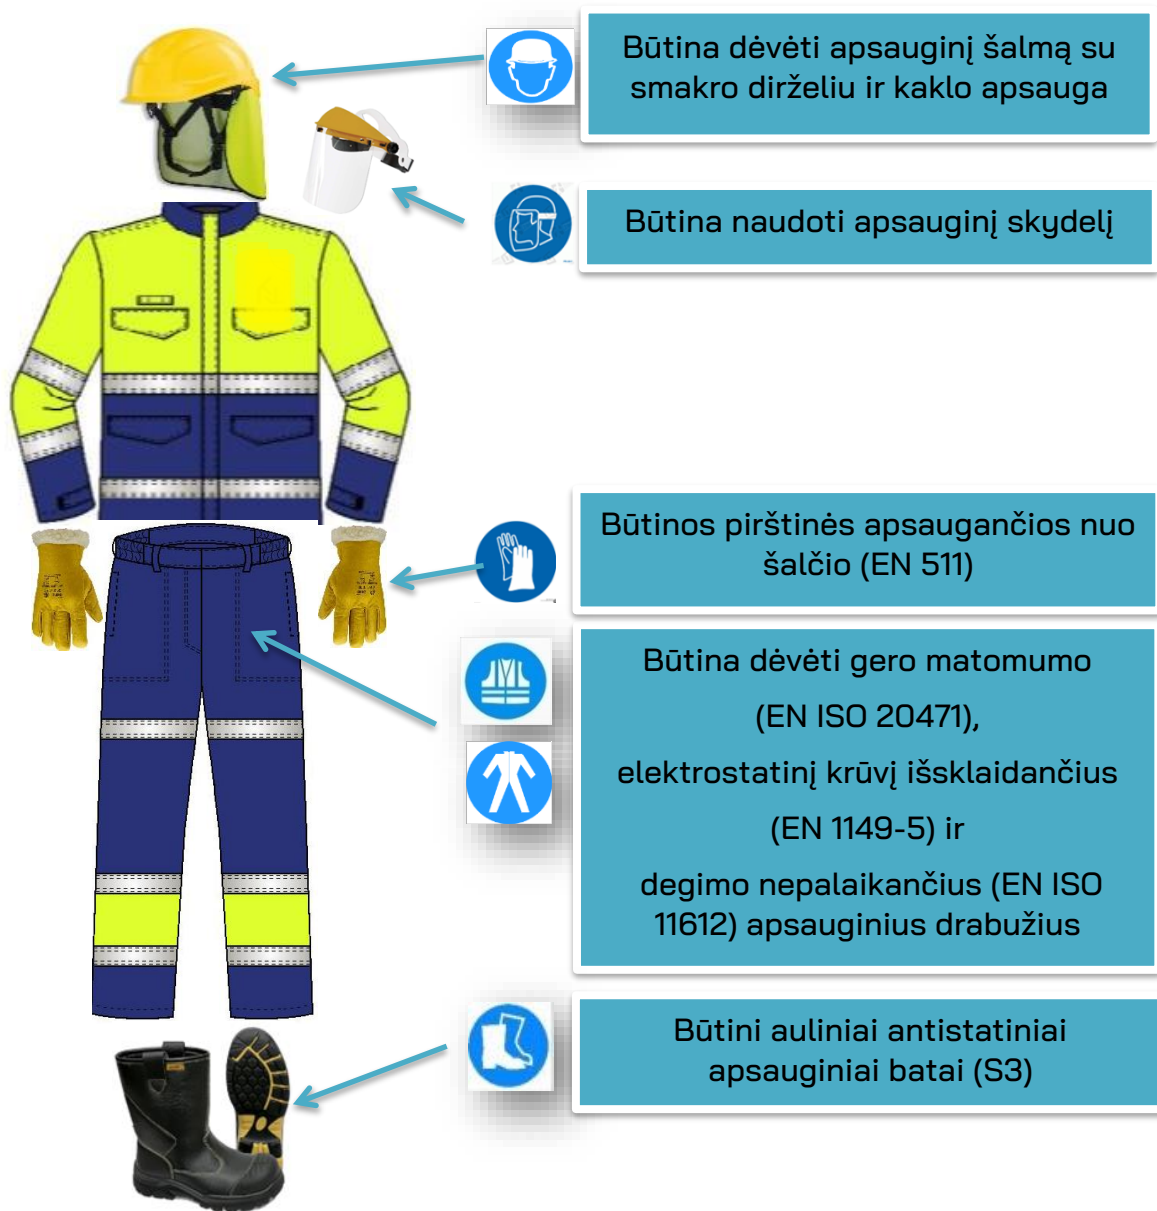 Būtina dėvėti apsauginį šalmą su
smakro dirželiu ir kaklo apsauga
Būtina naudoti apsauginį skydelį
Būtinos pirštinės apsaugančios nuo
šalčio (EN 511)
Būtina dėvėti gero matomumo
(EN ISO 20471),
elektrostatinį krūvį išsklaidančius
(EN 1149-5) ir
degimo nepalaikančius (EN ISO
11612) apsauginius drabužius
Būtini auliniai antistatiniai
apsauginiai batai (S3)